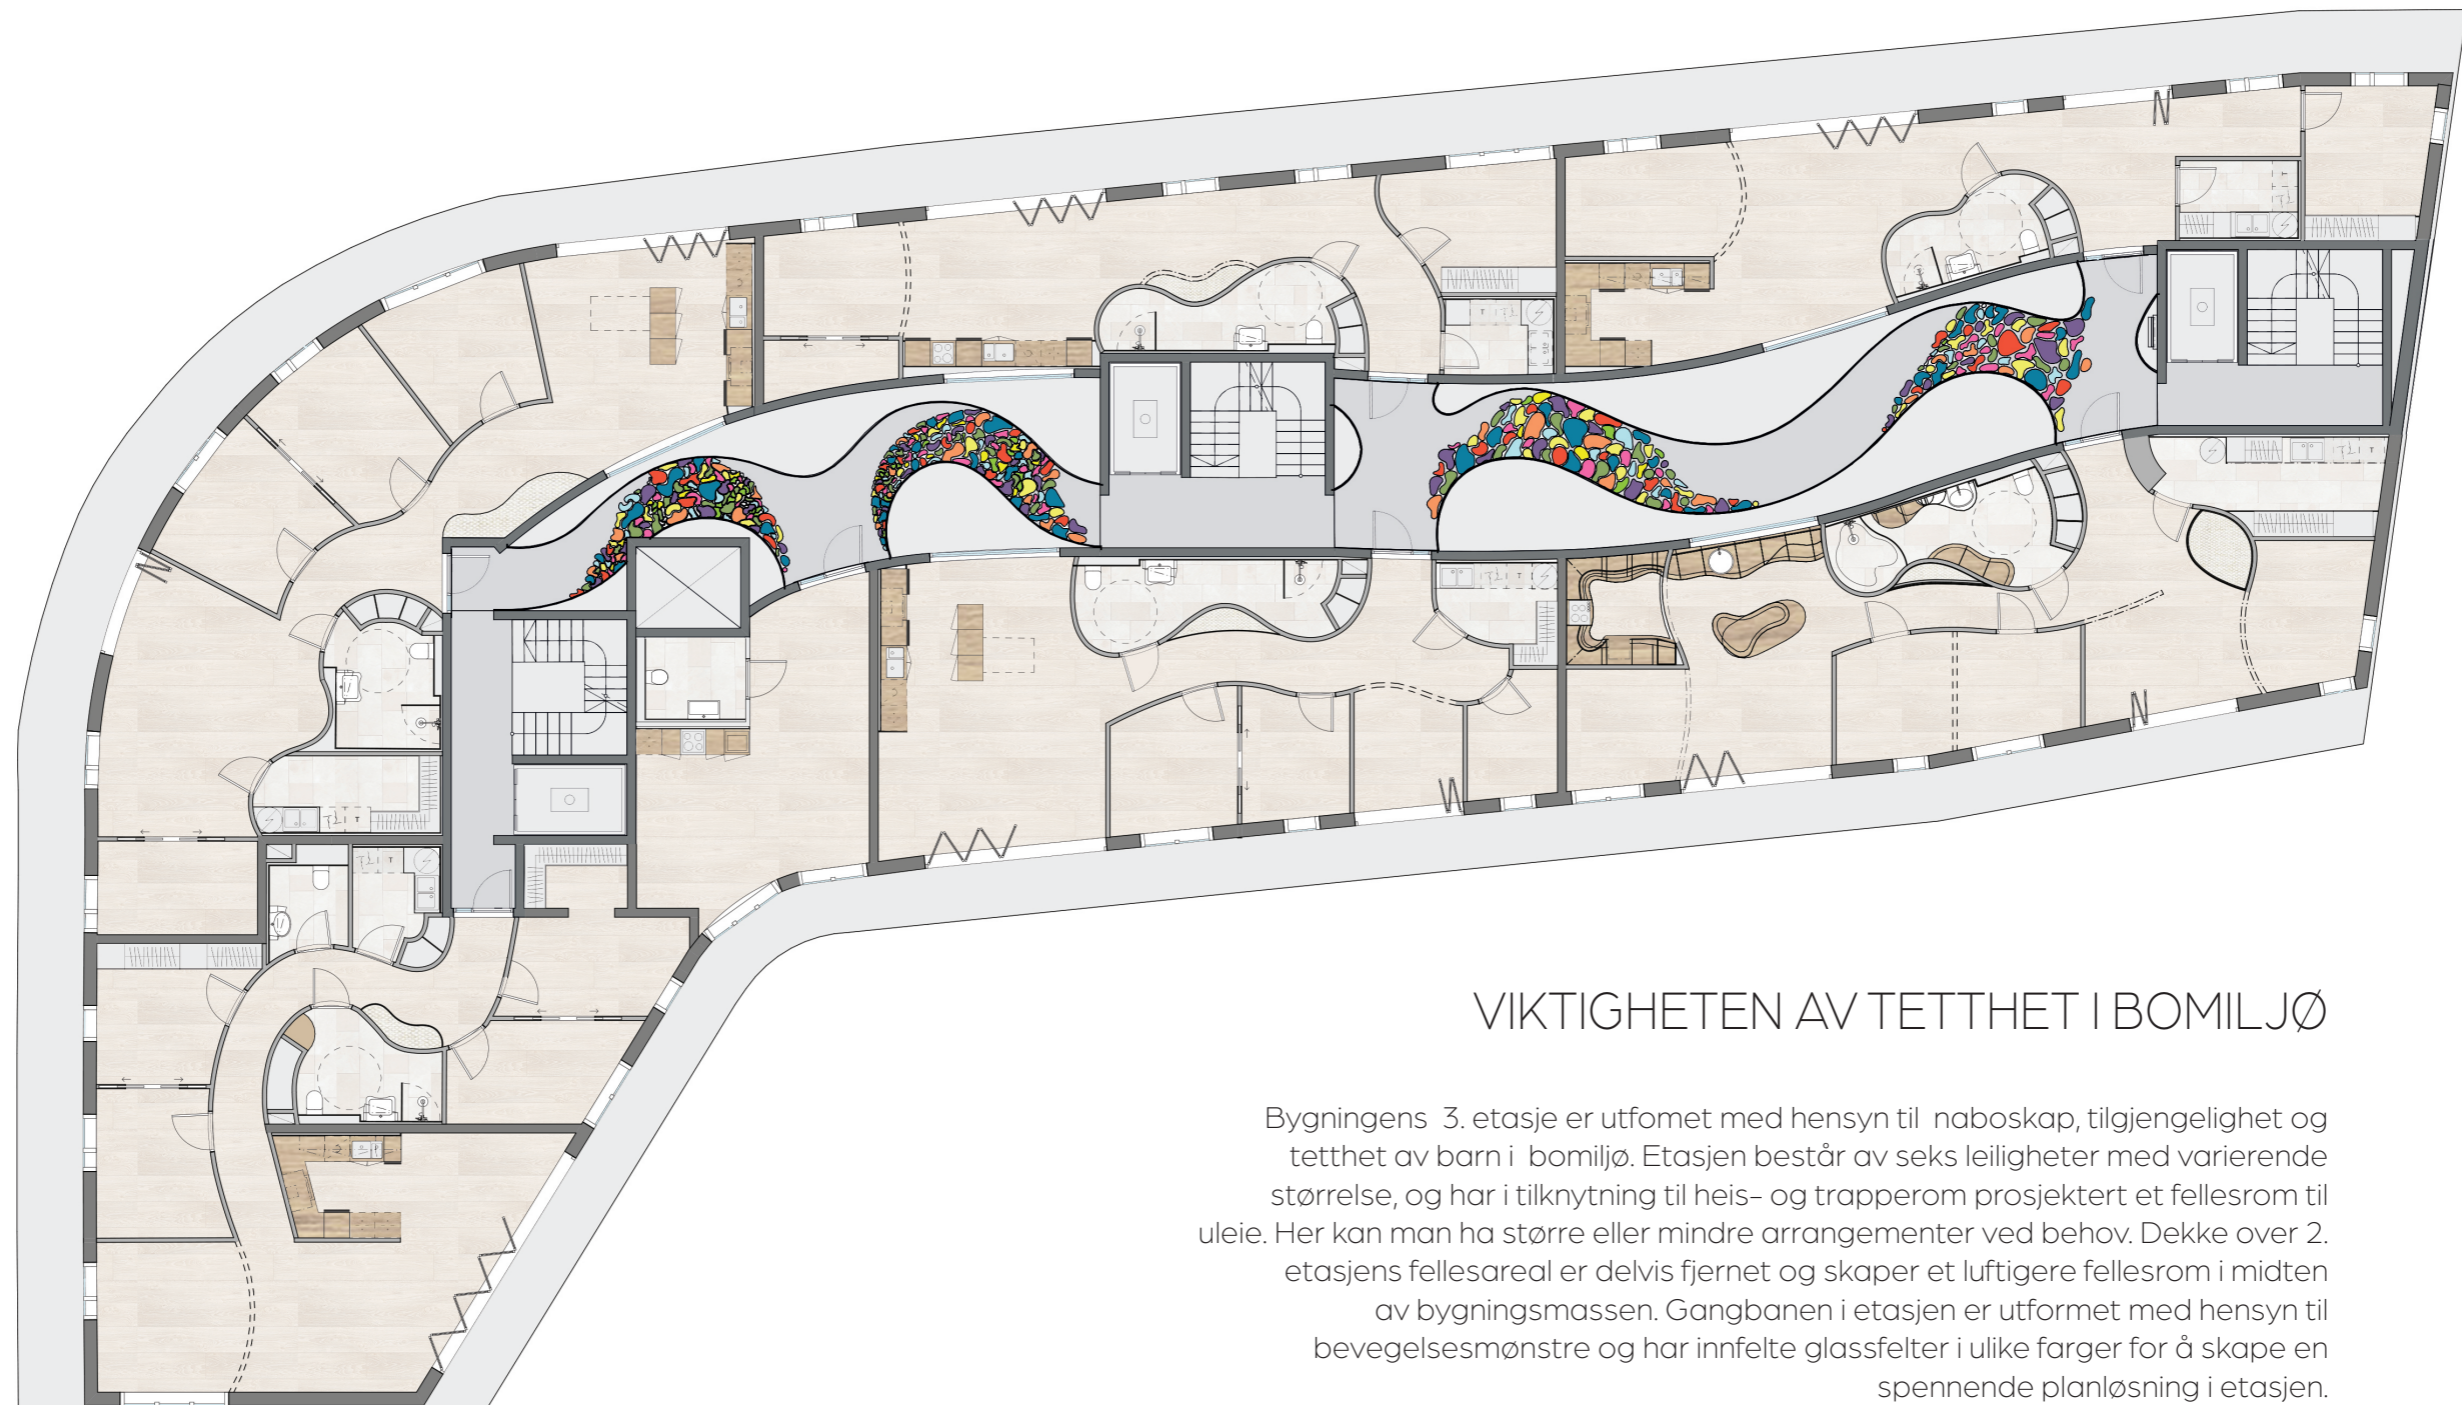 VIKTIGHETEN AV TETTHET I BOMILJØ
Bygningens 3. etasje er utfomet med hensyn til naboskap, tilgjengelighet og
tetthet av barn i bomiljø. Etasjen består av seks leiligheter med varierende
størrelse, og har i tilknytning til heis- og trapperom prosjektert et fellesrom til
uleie. Her kan man ha større eller mindre arrangementer ved behov. Dekke over 2.
etasjens fellesareal er delvis fjernet og skaper et luftigere fellesrom i midten
av bygningsmassen. Gangbanen i etasjen er utformet med hensyn til
bevegelsesmønstre og har innfelte glassfelter i ulike farger for å skape en
spennende planløsning i etasjen.